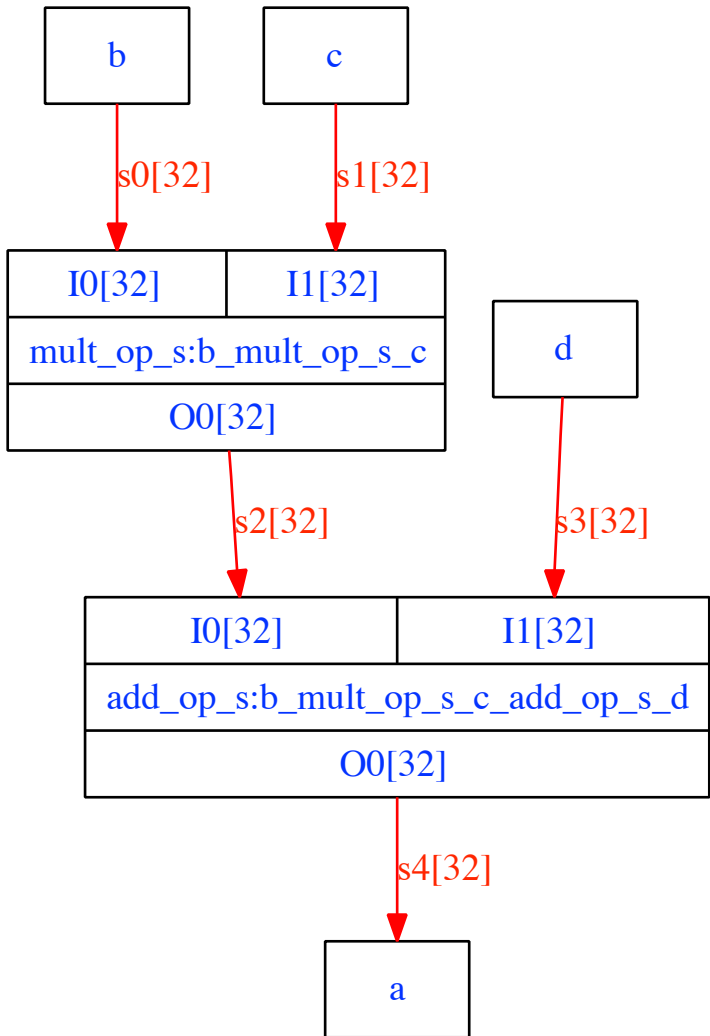 b
c
s0[32]
s1[32]
I0[32]
I1[32]
mult_op_s:b_mult_op_s_c
O0[32]
d
s2[32]
s3[32]
I0[32]
I1[32]
add_op_s:b_mult_op_s_c_add_op_s_d
O0[32]
s4[32]
a